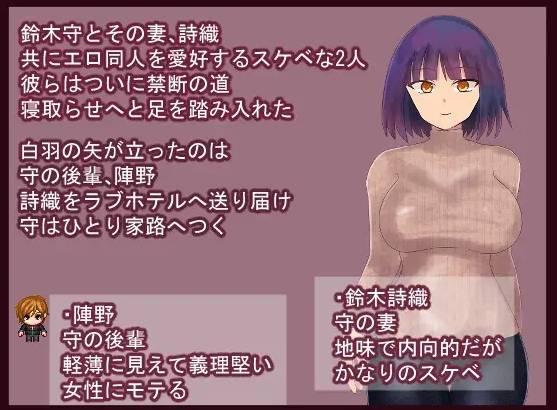 鈴木守とその妻、詩織
共にエロ同人を愛好するスケベな2人
彼らはついに禁断の道
寝取らせへと足を踏み入れた
白羽の矢が立ったのは
守の後輩、陣野
詩織をラブホテルへ送り届け
守はひとり家路へつく
・陣野
守の後輩
軽薄に見えて義理堅い
女性にモテる
・鈴木詩織
守の妻
地味で内向的だが
かなりのスケベ